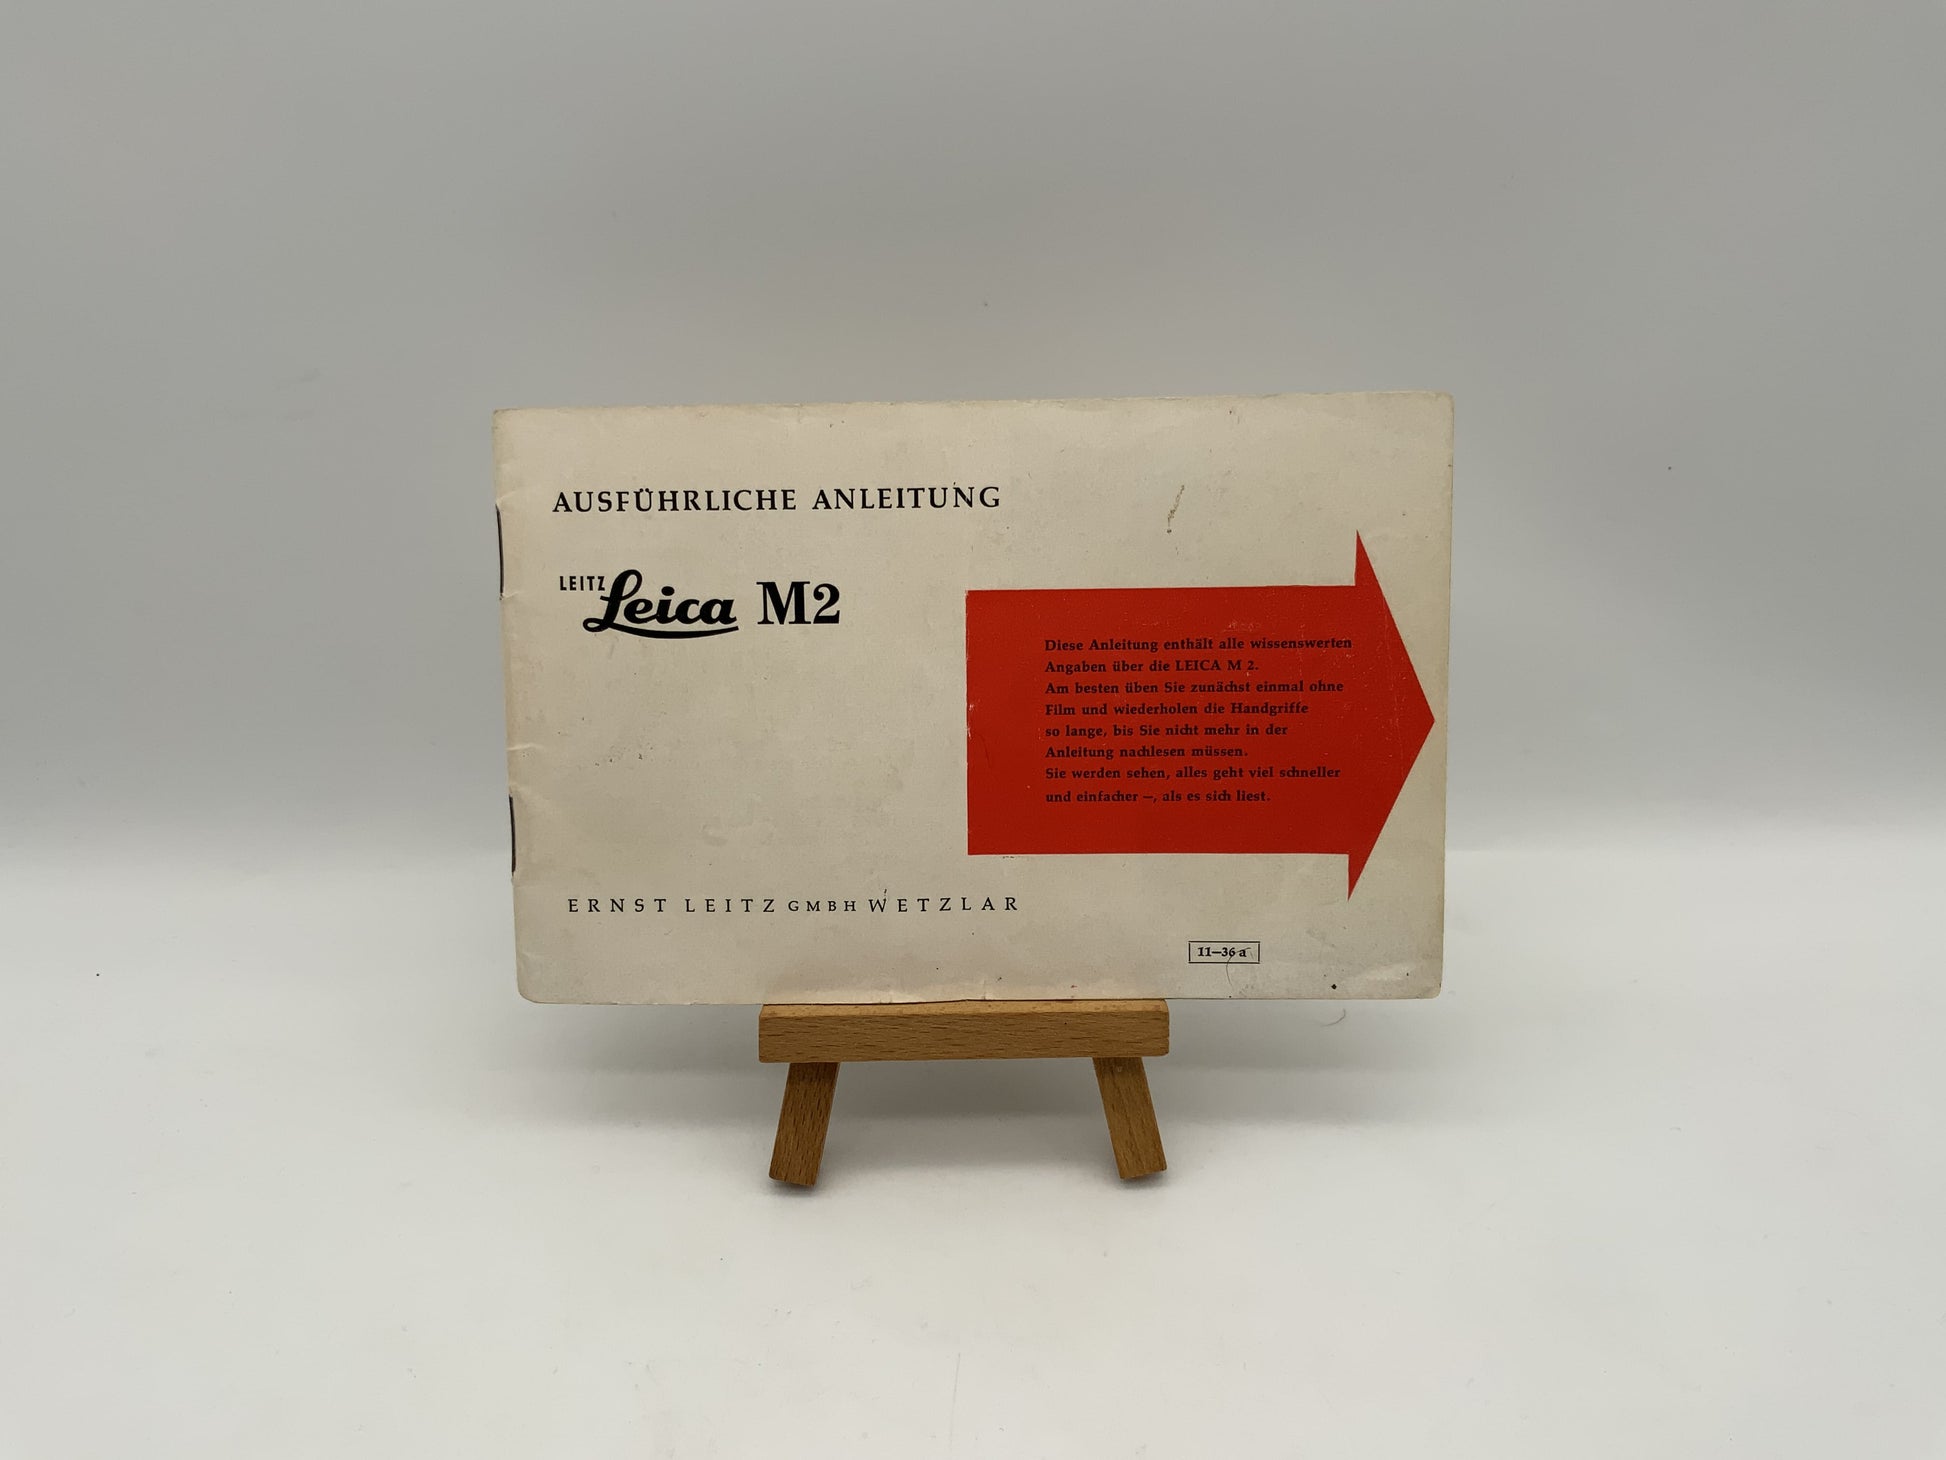 AUSFÜHRLICHE ANLEITUNG
LEITZ Leica M2
Diese Anleitung enthält alle wissenswerten
Angaben über die LEICA M 2.
Am besten üben Sie zunächst einmal ohne
Film und wiederholen die Handgriffe
so lange, bis Sie nicht mehr in der
Anleitung nachlesen müssen.
Sie werden sehen, alles geht viel schneller
und einfacher –, als es sich liest.
ERNST LEITZ GMBH WETZLAR
11–36 a